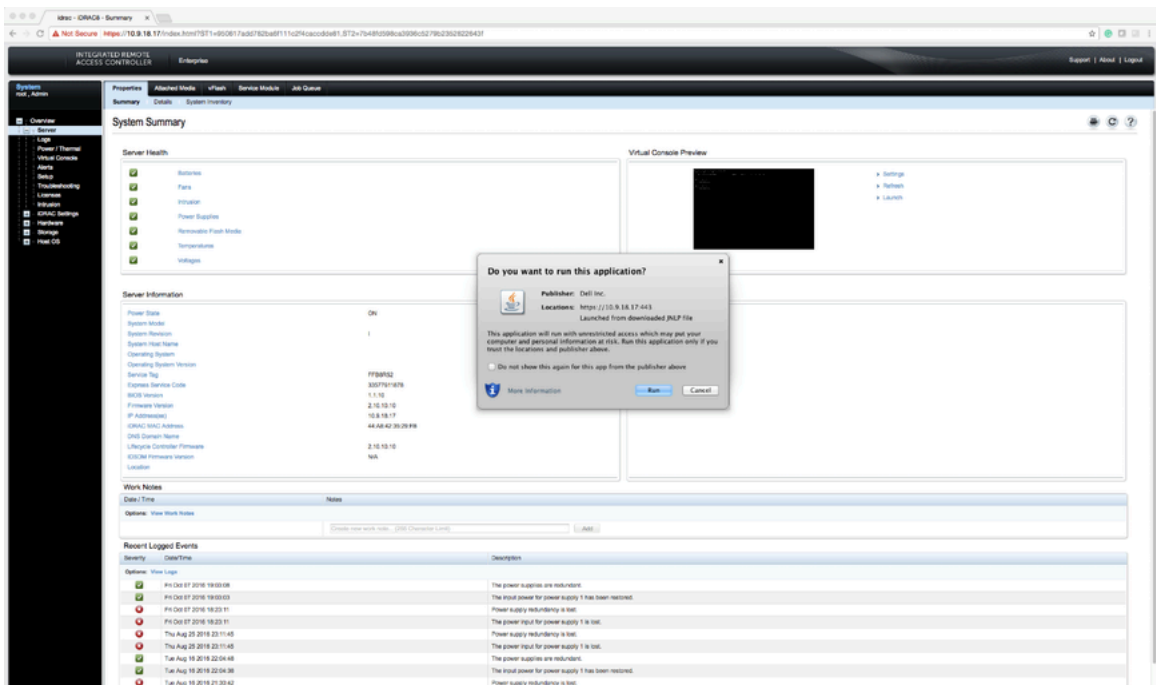 idrac - iDRAC8 - Summary
Not Secure
INTEGRATED REMOTE
ACCESS CONTROLLER
Enterprise
Support | About | Logout
System
root , Admin
Properties
Attached Media
vFlash
Service Module
Job Queue
Summary
Details
System Inventory
Overview
Server
Logs
Power / Thermal
Virtual Console
Alerts
Setup
Troubleshooting
Licenses
Intrusion
iDRAC Settings
Hardware
Storage
Host OS
System Summary
Server Health
Batteries
Fans
Intrusion
Power Supplies
Removable Flash Media
Temperatures
Voltages
Virtual Console Preview
Settings
Refresh
Launch
Do you want to run this application?
Publisher: Dell Inc.
Locations: https://10.9.18.17:443
Launched from downloaded JNLP file
This application will run with unrestricted access which may put your
computer and personal information at risk. Run this application only if you
trust the locations and publisher above.
Do not show this again for this app from the publisher above
More Information
Run
Cancel
Server Information
Power State ON
System Model
System Revision I
System Host Name
Operating System
Operating System Version
Service Tag
Express Service Code
BIOS Version 1.1.10
Firmware Version 2.10.10.10
IP Address(es) 10.9.18.17
iDRAC MAC Address
DNS Domain Name
Lifecycle Controller Firmware 2.10.10.10
IDSDM Firmware Version N/A
Location
Work Notes
Date / Time Notes
Options: View Work Notes
Create new work note... (255 Character Limit)
Add
Recent Logged Events
Severity Date/Time Description
Options: View Logs
Fri Oct 07 2016 19:00:08 The power supplies are redundant.
Fri Oct 07 2016 19:00:03 The input power for power supply 1 has been restored.
Fri Oct 07 2016 18:23:11 Power supply redundancy is lost.
Fri Oct 07 2016 18:23:11 The power input for power supply 1 is lost.
Thu Aug 25 2016 23:11:45 Power supply redundancy is lost.
Thu Aug 25 2016 23:11:45 The power input for power supply 1 is lost.
Tue Aug 16 2016 22:04:48 The power supplies are redundant.
Tue Aug 16 2016 22:04:38 The input power for power supply 1 has been restored.
Tue Aug 16 2016 21:33:42 Power supply redundancy is lost.